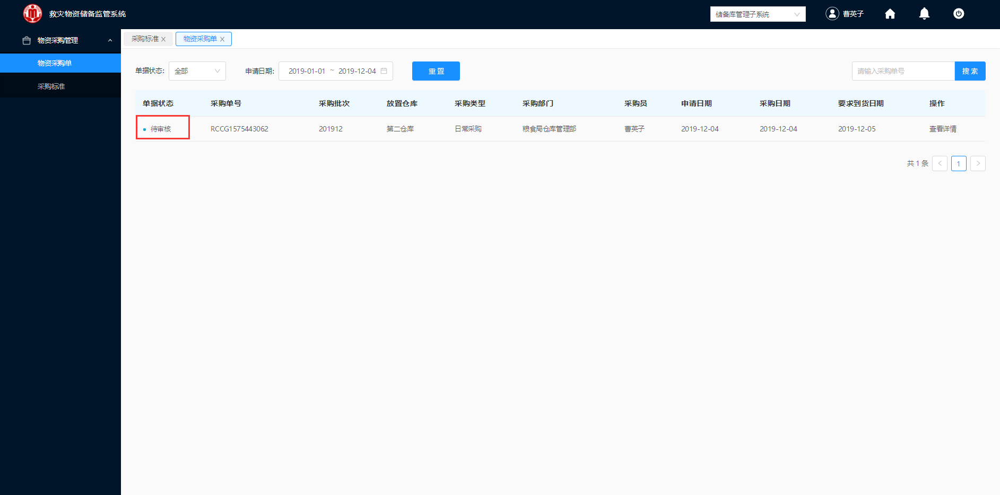 救灾物资储备监管系统
储备库管理子系统
曹英子
物资采购管理
物资采购单
采购标准
采购标准 X
物资采购单 X
单据状态: 全部
申请日期: 2019-01-01 ~ 2019-12-04
重 置
请输入采购单号
搜 索
单据状态 采购单号 采购批次 放置仓库 采购类型 采购部门 采购员 申请日期 采购日期 要求到货日期 操作
待审核 RCCG1575443062 201912 第二仓库 日常采购 粮食局仓库管理部 曹英子 2019-12-04 2019-12-04 2019-12-05 查看详情
共 1 条 < 1 >